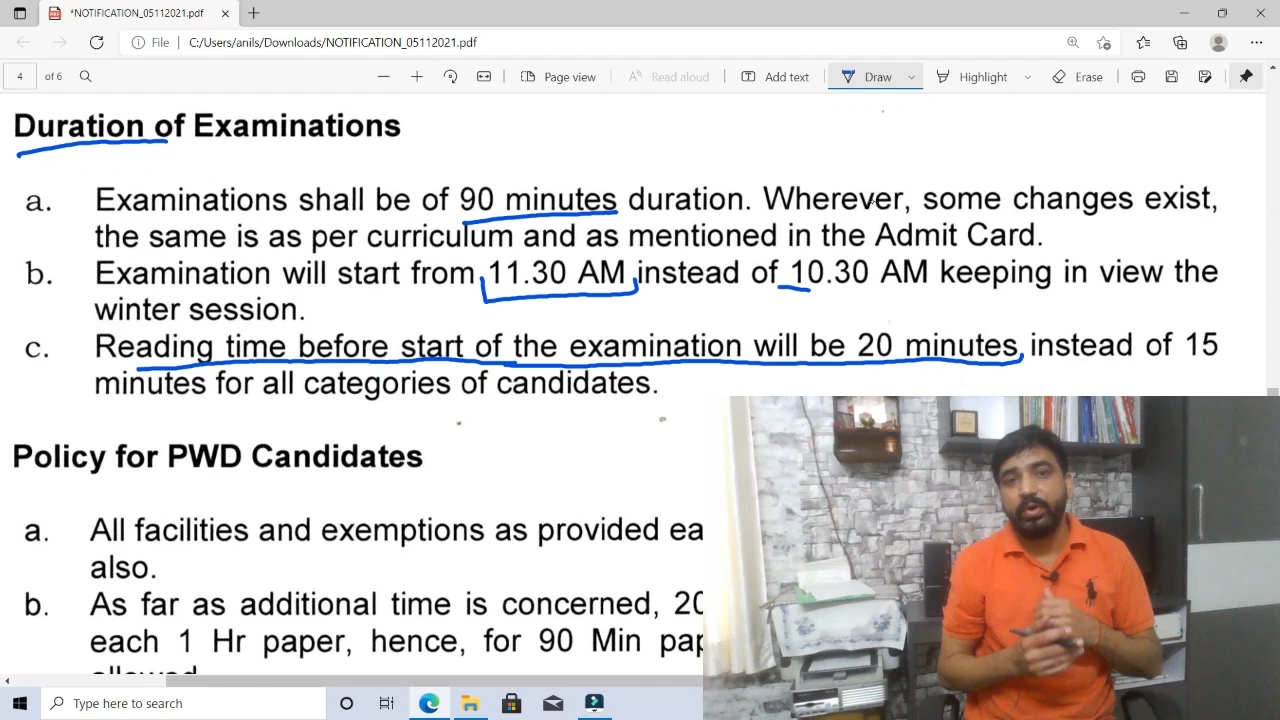 *NOTIFICATION_05112021.pdf
File C:/Users/anils/Downloads/NOTIFICATION_05112021.pdf
4 of 6 Page view Read aloud Add text Draw Highlight Erase
Duration of Examinations
a. Examinations shall be of 90 minutes duration. Wherever, some changes exist,
the same is as per curriculum and as mentioned in the Admit Card.
b. Examination will start from 11.30 AM instead of 10.30 AM keeping in view the
winter session.
c. Reading time before start of the examination will be 20 minutes instead of 15
minutes for all categories of candidates.
Policy for PWD Candidates
a. All facilities and exemptions as provided ea
also.
b. As far as additional time is concerned, 20
each 1 Hr paper, hence, for 90 Min pap
allowed
Type here to search